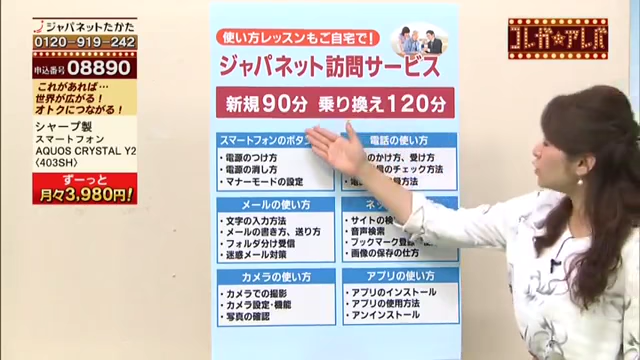 ジャパネットたかた
0120-919-242
申込番号 08890
これがあれば…
世界が広がる！
オトクにつながる！
シャープ製
スマートフォン
AQUOS CRYSTAL Y2
〈403SH〉
ずーっと
月々3,980円！
使い方レッスンもご自宅で！
ジャパネット訪問サービス
新規90分 乗り換え120分
スマートフォンのボタ
・電源のつけ方
・電源の消し方
・マナーモードの設定
電話の使い方
のかけ方、受け方
のチェック方法
方法
メールの使い方
・文字の入力方法
・メールの書き方、送り方
・フォルダ分け受信
・迷惑メール対策
ネッ
・サイトの検
・音声検索
・ブックマーク登録
・画像の保存の仕方
カメラの使い方
・カメラでの撮影
・カメラ設定・機能
・写真の確認
アプリの使い方
・アプリのインストール
・アプリの使用方法
・アンインストール
コレが★アレだ